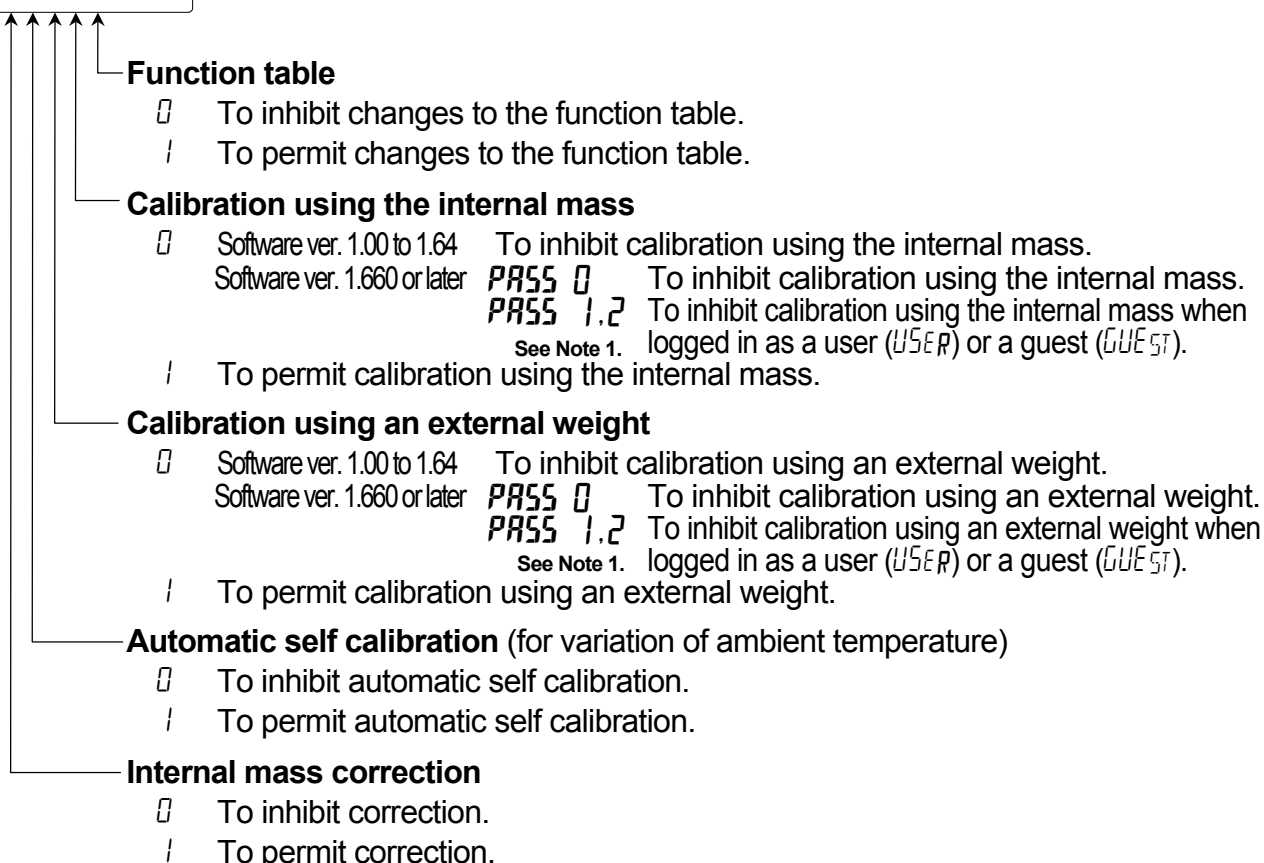 Function table
0 To inhibit changes to the function table.
1 To permit changes to the function table.
Calibration using the internal mass
0 Software ver. 1.00 to 1.64 To inhibit calibration using the internal mass.
Software ver. 1.660 or later PASS 0 To inhibit calibration using the internal mass.
PASS 1,2 To inhibit calibration using the internal mass when
See Note 1. logged in as a user (USER) or a guest (GUEST).
1 To permit calibration using the internal mass.
Calibration using an external weight
0 Software ver. 1.00 to 1.64 To inhibit calibration using an external weight.
Software ver. 1.660 or later PASS 0 To inhibit calibration using an external weight.
PASS 1,2 To inhibit calibration using an external weight when
See Note 1. logged in as a user (USER) or a guest (GUEST).
1 To permit calibration using an external weight.
Automatic self calibration (for variation of ambient temperature)
0 To inhibit automatic self calibration.
1 To permit automatic self calibration.
Internal mass correction
0 To inhibit correction.
1 To permit correction.